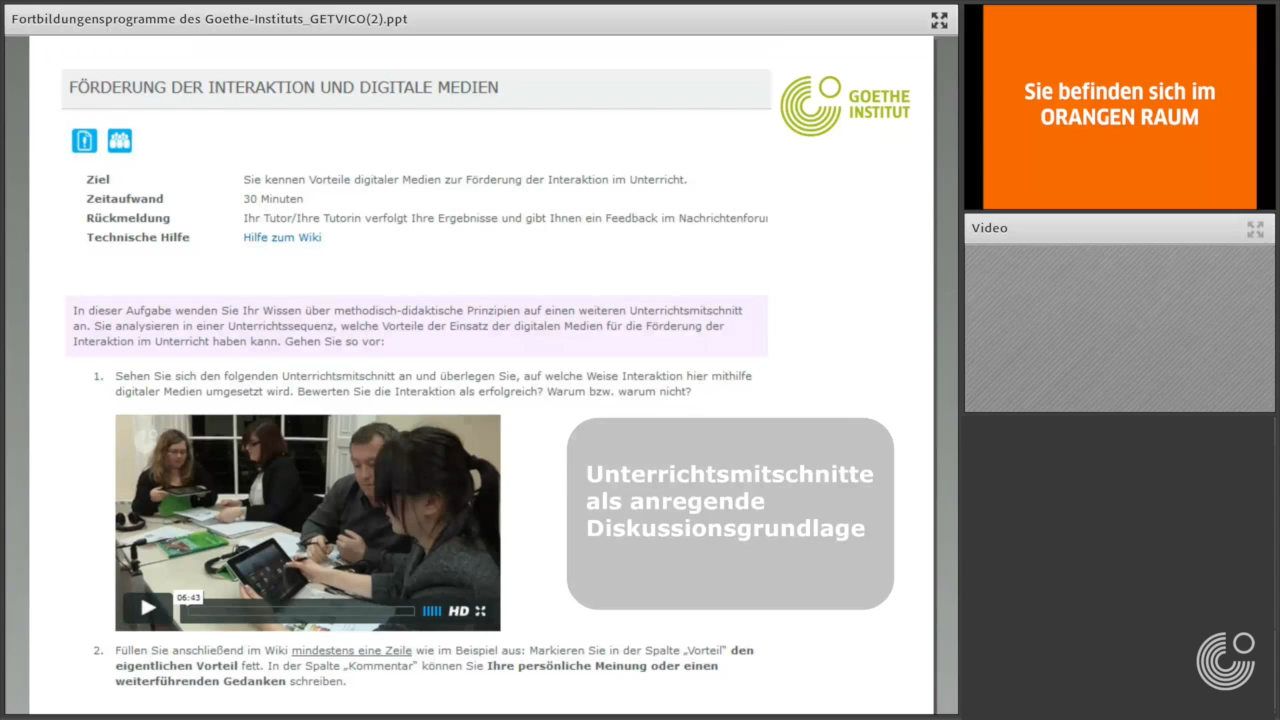 Fortbildungensprogramme des Goethe-Instituts_GETVICO(2).ppt
FÖRDERUNG DER INTERAKTION UND DIGITALE MEDIEN
GOETHE
INSTITUT
Ziel Sie kennen Vorteile digitaler Medien zur Förderung der Interaktion im Unterricht.
Zeitaufwand 30 Minuten
Rückmeldung Ihr Tutor/Ihre Tutorin verfolgt Ihre Ergebnisse und gibt Ihnen ein Feedback im
Technische Hilfe Hilfe zum Wiki
In dieser Aufgabe wenden Sie Ihr Wissen über methodisch-didaktische Prinzipien auf einen weiteren Unterrichtsmitschnitt
an. Sie analysieren in einer Unterrichtssequenz, welche Vorteile der Einsatz der digitalen Medien für die Förderung der
Interaktion im Unterricht haben kann. Gehen Sie so vor:
1. Sehen Sie sich den folgenden Unterrichtsmitschnitt an und überlegen Sie, auf welche Weise Interaktion hier mithilfe
digitaler Medien umgesetzt wird. Bewerten Sie die Interaktion als erfolgreich? Warum bzw. warum nicht?
06:43
HD
Unterrichtsmitschnitte
als anregende
Diskussionsgrundlage
2. Füllen Sie anschließend im Wiki mindestens eine Zeile wie im Beispiel aus: Markieren Sie in der Spalte „Vorteil" den
eigentlichen Vorteil fett. In der Spalte „Kommentar" können Sie Ihre persönliche Meinung oder einen
weiterführenden Gedanken schreiben.
Sie befinden sich im
ORANGEN RAUM
Video